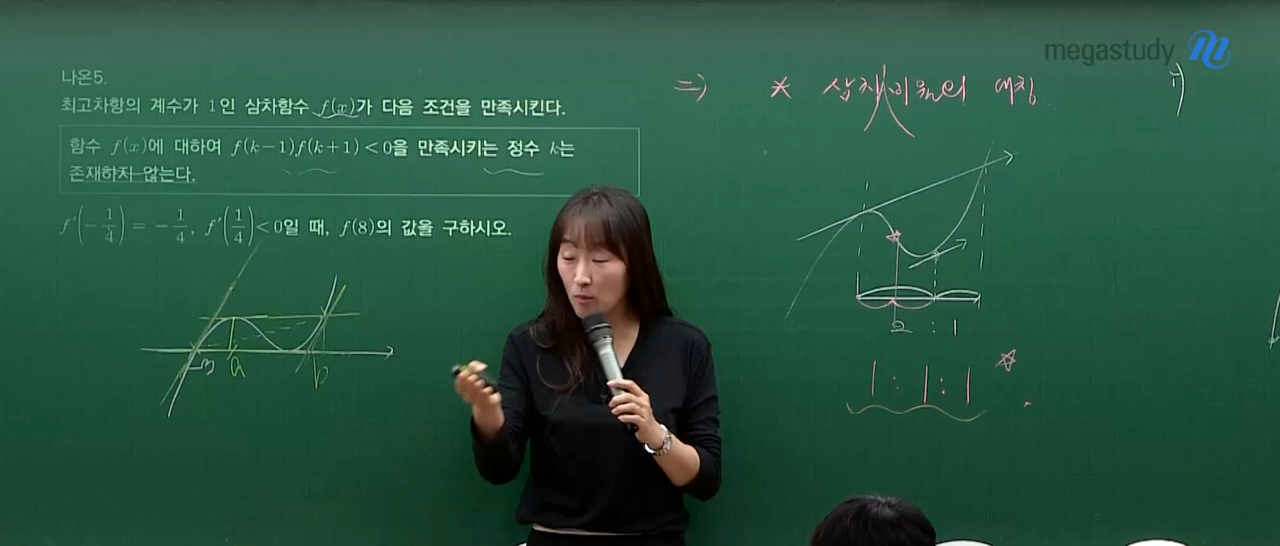 megastudy
나온5.
최고차항의 계수가 1인 삼차함수 f(x)가 다음 조건을 만족시킨다.
함수 f(x)에 대하여 f(k-1)f(k+1)<0을 만족시키는 정수 k는
존재하지 않는다.
f'(-1/4)=-1/4, f'(1/4)<0일 때, f(8)의 값을 구하시오.
a
b
=) * 삼차 대칭
2 : 1
1 : 1 : 1